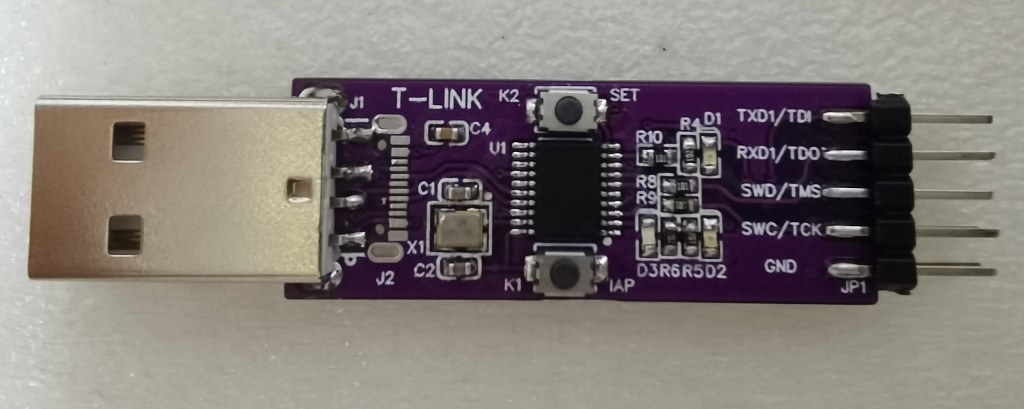 J1
T-LINK
K2
SET
C4
U1
R10
R4
D1
TXD1/TDI
RXD1/TDO
C1
R8
R9
SWD/TMS
SWC/TCK
X1
C2
J2
K1
IAP
D3R6R5D2
GND
JP1